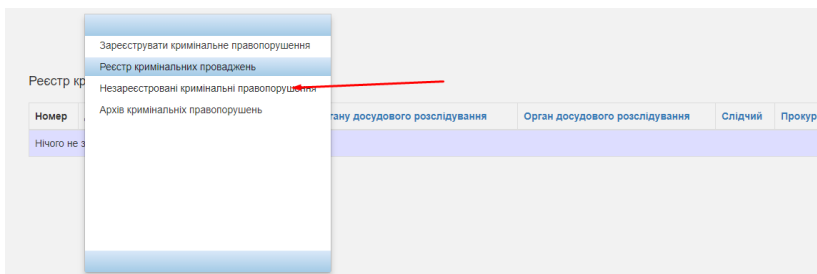 Зареєструвати кримінальне правопорушення
Реєстр кримінальних проваджень
Реєстр кр
Незареєстровані кримінальні правопорушення
Архів кримінальніх правопорушень
Номер
гану досудового розслідування
Орган досудового розслідування
Слідчий
Прокур
Нічого не з